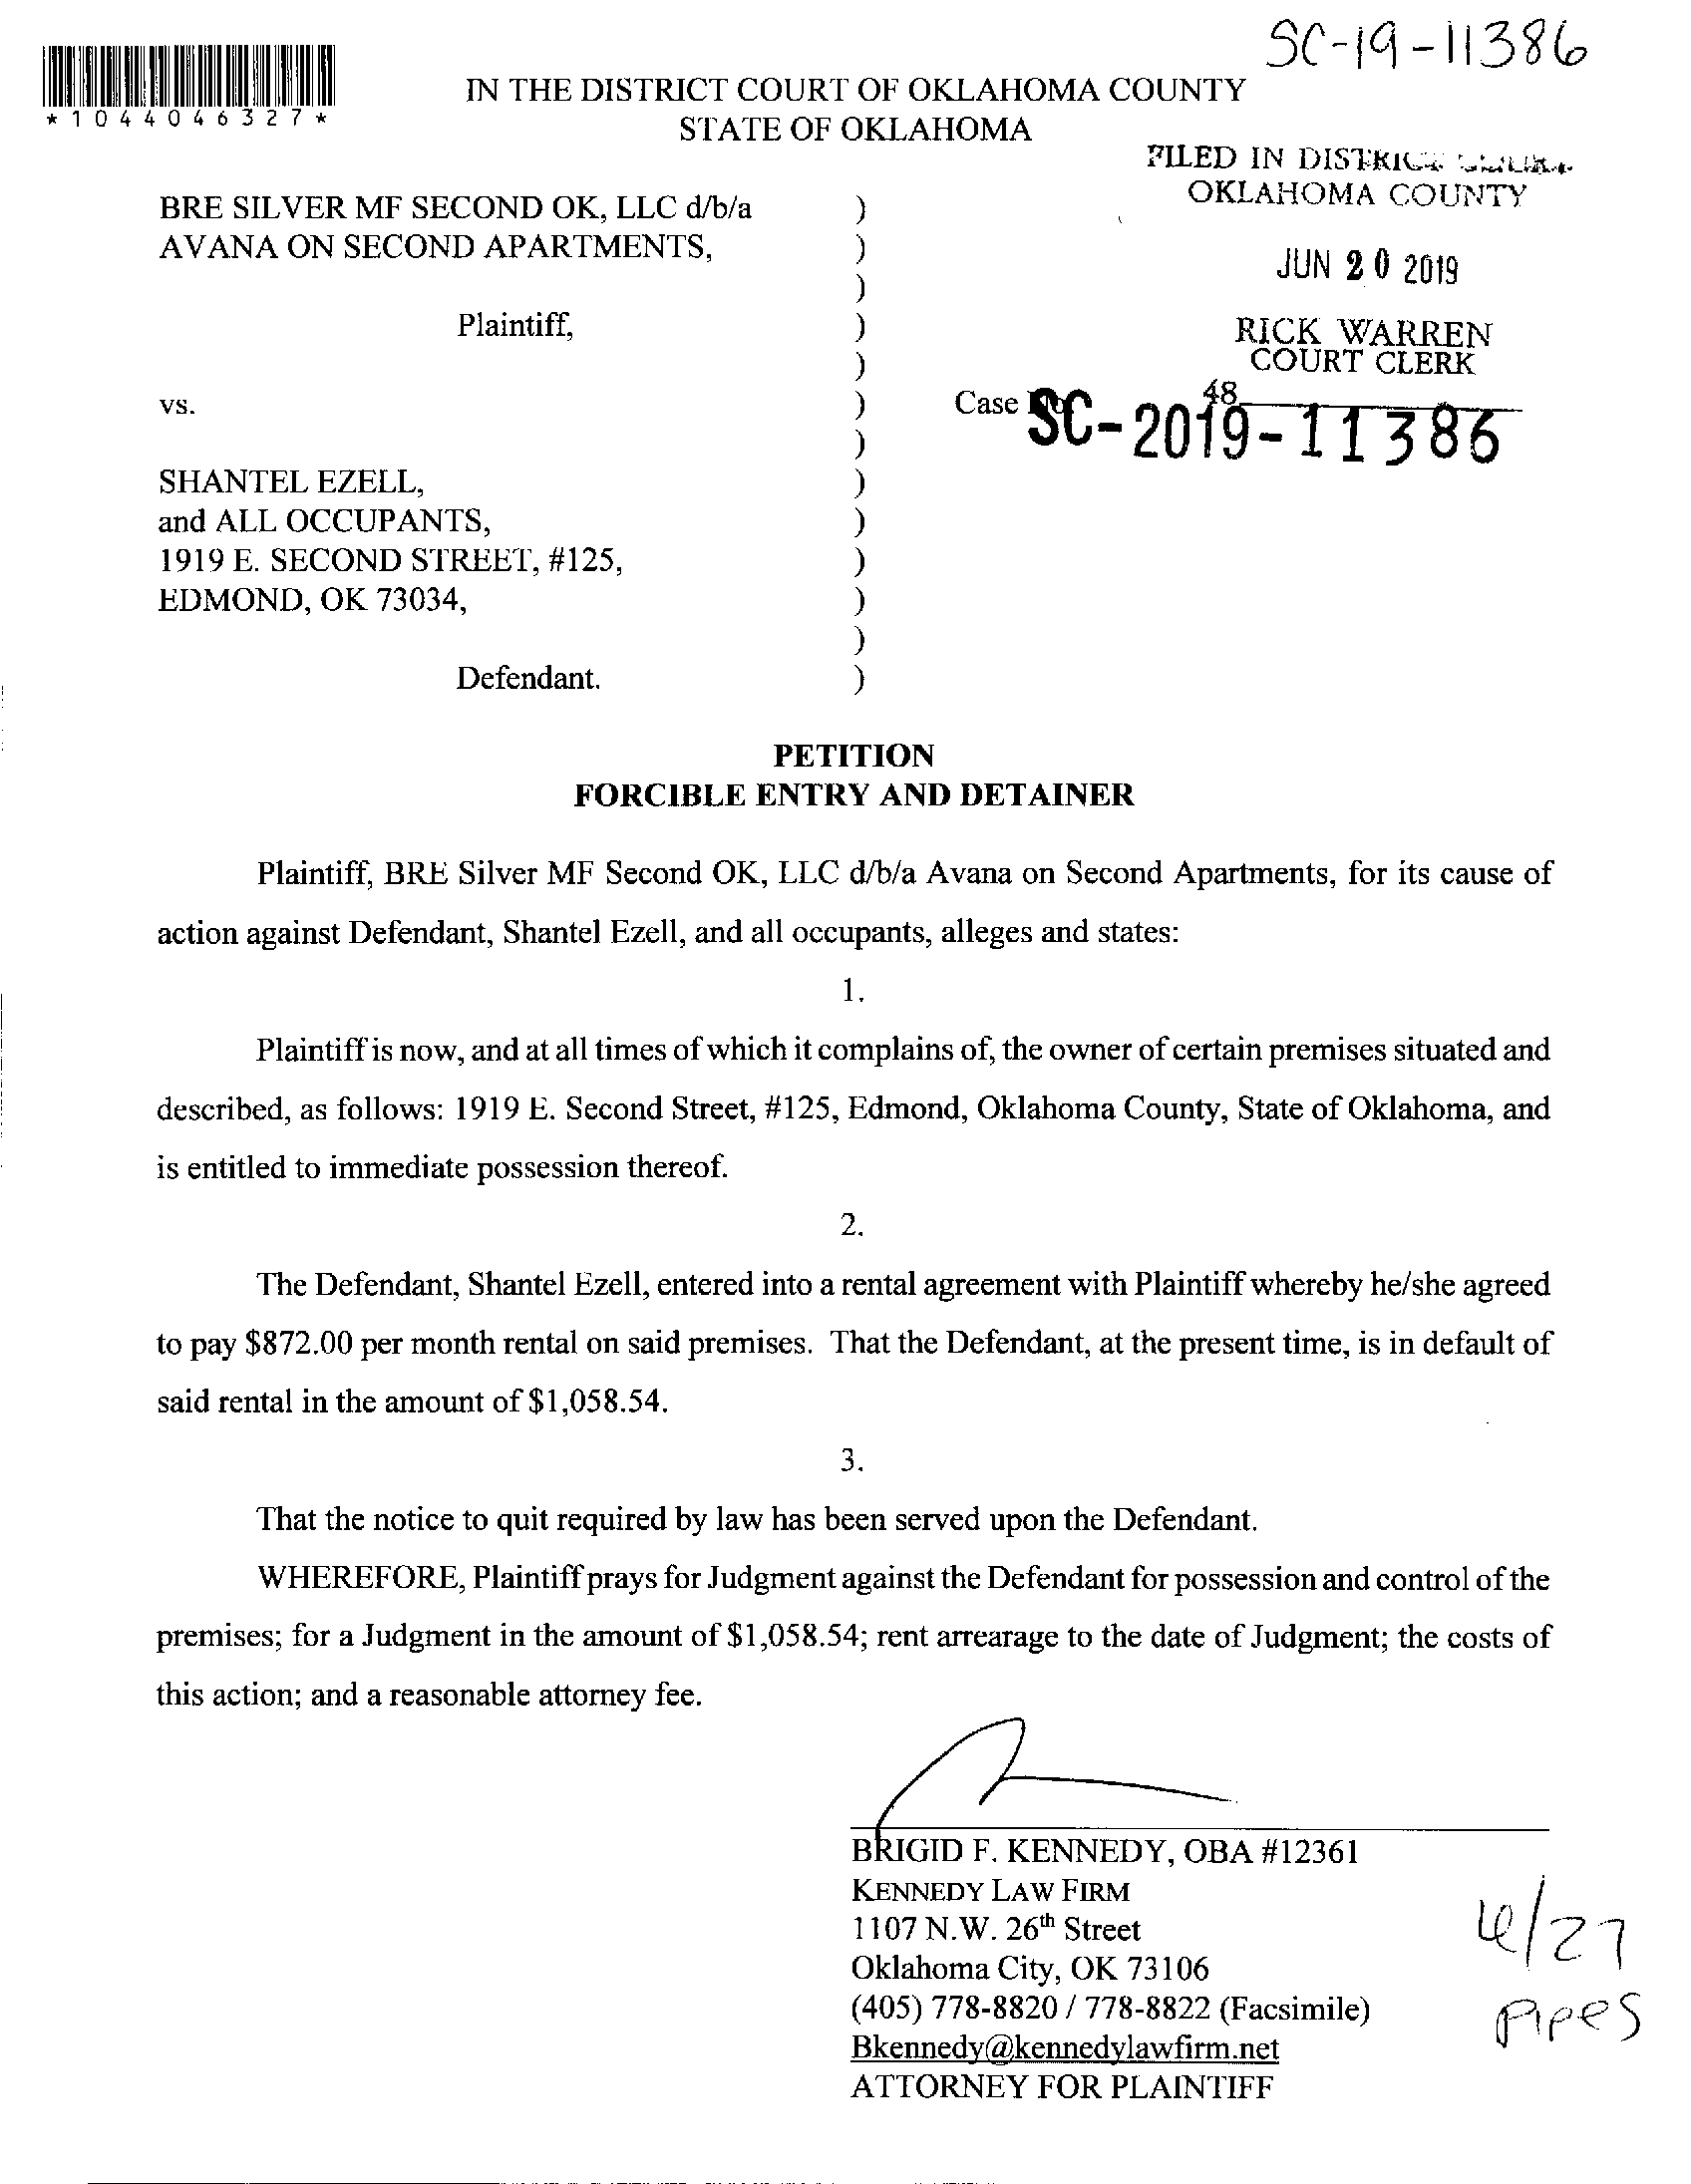 SC-19-11386
*1044046327*
IN THE DISTRICT COURT OF OKLAHOMA COUNTY
STATE OF OKLAHOMA
FILED IN DISTRICT
OKLAHOMA COUNTY
JUN 20 2019
RICK WARREN
COURT CLERK
48
BRE SILVER MF SECOND OK, LLC d/b/a )
AVANA ON SECOND APARTMENTS, )
)
Plaintiff, )
)
vs. ) Case No. SC-2019-11386
)
SHANTEL EZELL, )
and ALL OCCUPANTS, )
1919 E. SECOND STREET, #125, )
EDMOND, OK 73034, )
)
Defendant. )
PETITION
FORCIBLE ENTRY AND DETAINER
Plaintiff, BRE Silver MF Second OK, LLC d/b/a Avana on Second Apartments, for its cause of
action against Defendant, Shantel Ezell, and all occupants, alleges and states:
1.
Plaintiff is now, and at all times of which it complains of, the owner of certain premises situated and
described, as follows: 1919 E. Second Street, #125, Edmond, Oklahoma County, State of Oklahoma, and
is entitled to immediate possession thereof.
2.
The Defendant, Shantel Ezell, entered into a rental agreement with Plaintiff whereby he/she agreed
to pay $872.00 per month rental on said premises. That the Defendant, at the present time, is in default of
said rental in the amount of $1,058.54.
3.
That the notice to quit required by law has been served upon the Defendant.
WHEREFORE, Plaintiff prays for Judgment against the Defendant for possession and control of the
premises; for a Judgment in the amount of $1,058.54; rent arrearage to the date of Judgment; the costs of
this action; and a reasonable attorney fee.
BRIGID F. KENNEDY, OBA #12361
KENNEDY LAW FIRM
1107 N.W. 26th Street
Oklahoma City, OK 73106
(405) 778-8820 / 778-8822 (Facsimile)
Bkennedy@kennedylawfirm.net
ATTORNEY FOR PLAINTIFF
6/27
Pipes